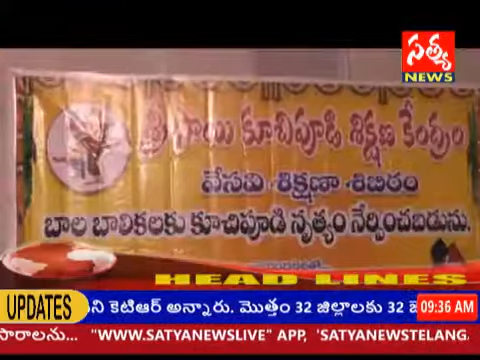 సత్య
NEWS
శ్రీ సాయి కూచిపూడి శిక్షణ కేంద్రం
వేసవి శిక్షణా శిబిరం
బాల బాలికలకు కూచిపూడి నృత్యం నేర్పించబడును.
HEAD LINES
UPDATES
ని కెటిఆర్ అన్నారు. మొత్తం 32 జిల్లాలకు 32
09:36 AM
సారాలను... "WWW.SATYANEWSLIVE" APP, 'SATYANEWSTELANG